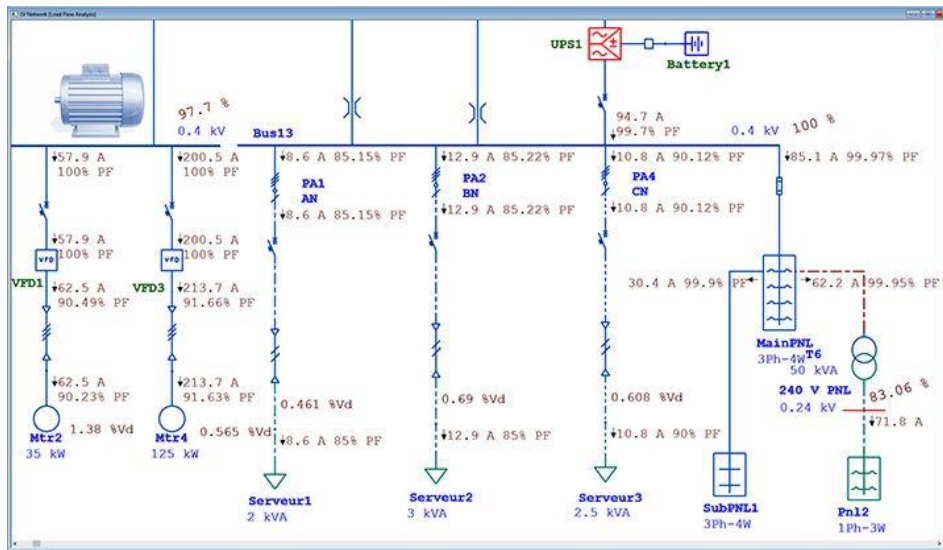 OV Network (Load Flow Analysis)
UPS1
Battery1
97.7 %
0.4 kV
Bus13
94.7 A
99.7% PF
0.4 kV
100 %
57.9 A
100% PF
200.5 A
100% PF
8.6 A 85.15% PF
12.9 A 85.22% PF
10.8 A 90.12% PF
85.1 A 99.97% PF
PA1
AN
PA2
BN
PA4
CN
8.6 A 85.15% PF
12.9 A 85.22% PF
10.8 A 90.12% PF
57.9 A
100% PF
200.5 A
100% PF
VFD
VFD
VFD1
VFD3
62.5 A
90.49% PF
213.7 A
91.66% PF
30.4 A 99.9% PF
62.2 A 99.95% PF
MainPNL
3Ph-4W
T6
50 kVA
240 V PNL
0.24 kV
83.06 %
71.8 A
62.5 A
90.23% PF
213.7 A
91.63% PF
0.461 %Vd
0.69 %Vd
0.608 %Vd
Mtr2
35 kW
1.38 %Vd
Mtr4
125 kW
0.565 %Vd
8.6 A 85% PF
12.9 A 85% PF
10.8 A 90% PF
Serveur1
2 kVA
Serveur2
3 kVA
Serveur3
2.5 kVA
SubPNL1
3Ph-4W
Pnl2
1Ph-3W